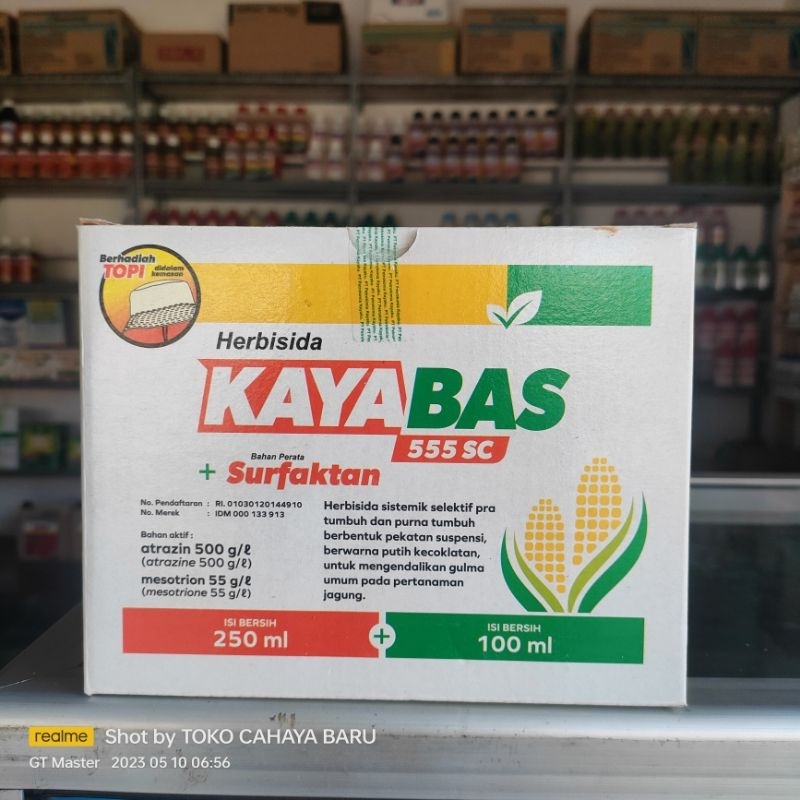 Berhadiah
TOPI didalam
kemasan
Herbisida
KAYABAS
555 SC
Bahan Perata
+ Surfaktan
No. Pendaftaran : RI. 01030120144910
No. Merek : IDM 000 133 913
Bahan aktif :
atrazin 500 g/ℓ
(atrazine 500 g/ℓ)
mesotrion 55 g/ℓ
(mesotrione 55 g/ℓ)
Herbisida sistemik selektif pra
tumbuh dan purna tumbuh
berbentuk pekatan suspensi,
berwarna putih kecoklatan,
untuk mengendalikan gulma
umum pada pertanaman
jagung.
ISI BERSIH
250 ml
+
ISI BERSIH
100 ml
realme Shot by TOKO CAHAYA BARU
GT Master 2023 05 10 06:56